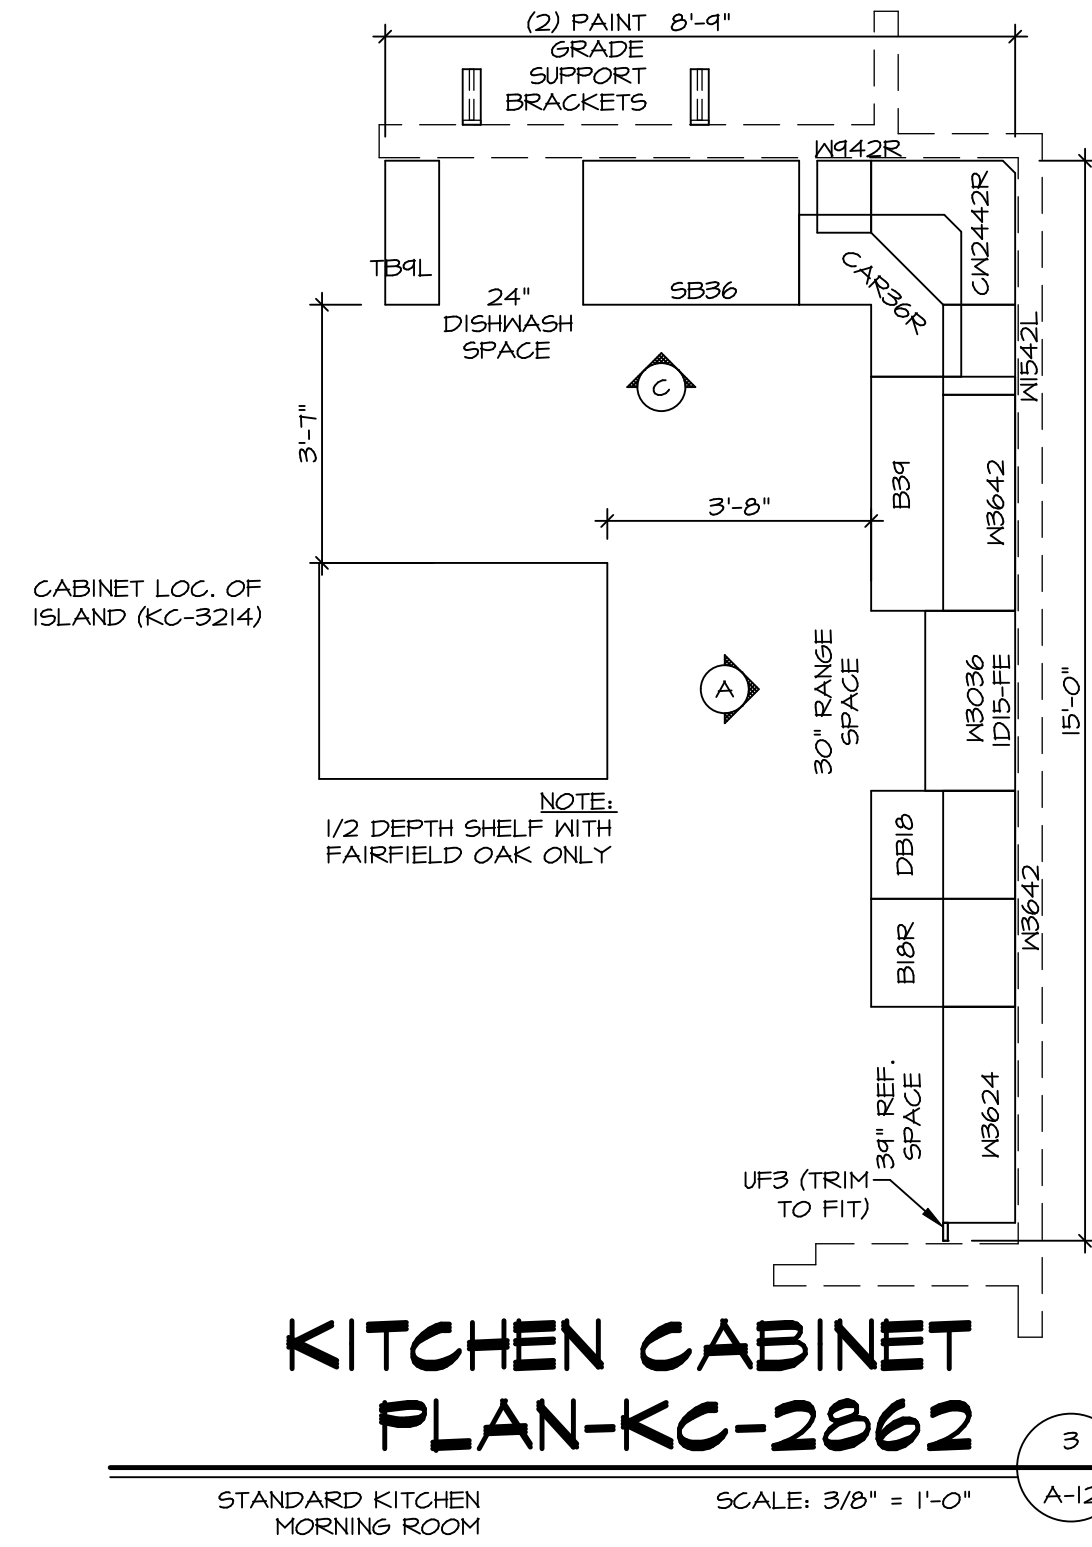 (2) PAINT 8'-9"
GRADE
SUPPORT
BRACKETS
W942R
CW2442R
TB9L
24"
DISHWASH
SPACE
SB36
CAR36R
W1542L
C
3'-7"
B39
W3642
3'-8"
CABINET LOC. OF
ISLAND (KC-3214)
30" RANGE
SPACE
W3036
1D15-FE
15'-0"
A
NOTE:
1/2 DEPTH SHELF WITH
FAIRFIELD OAK ONLY
DB18
W3642
B18R
39" REF.
SPACE
W3624
UF3 (TRIM
TO FIT)
KITCHEN CABINET
PLAN-KC-2862
3
A-12
STANDARD KITCHEN
MORNING ROOM
SCALE: 3/8" = 1'-0"